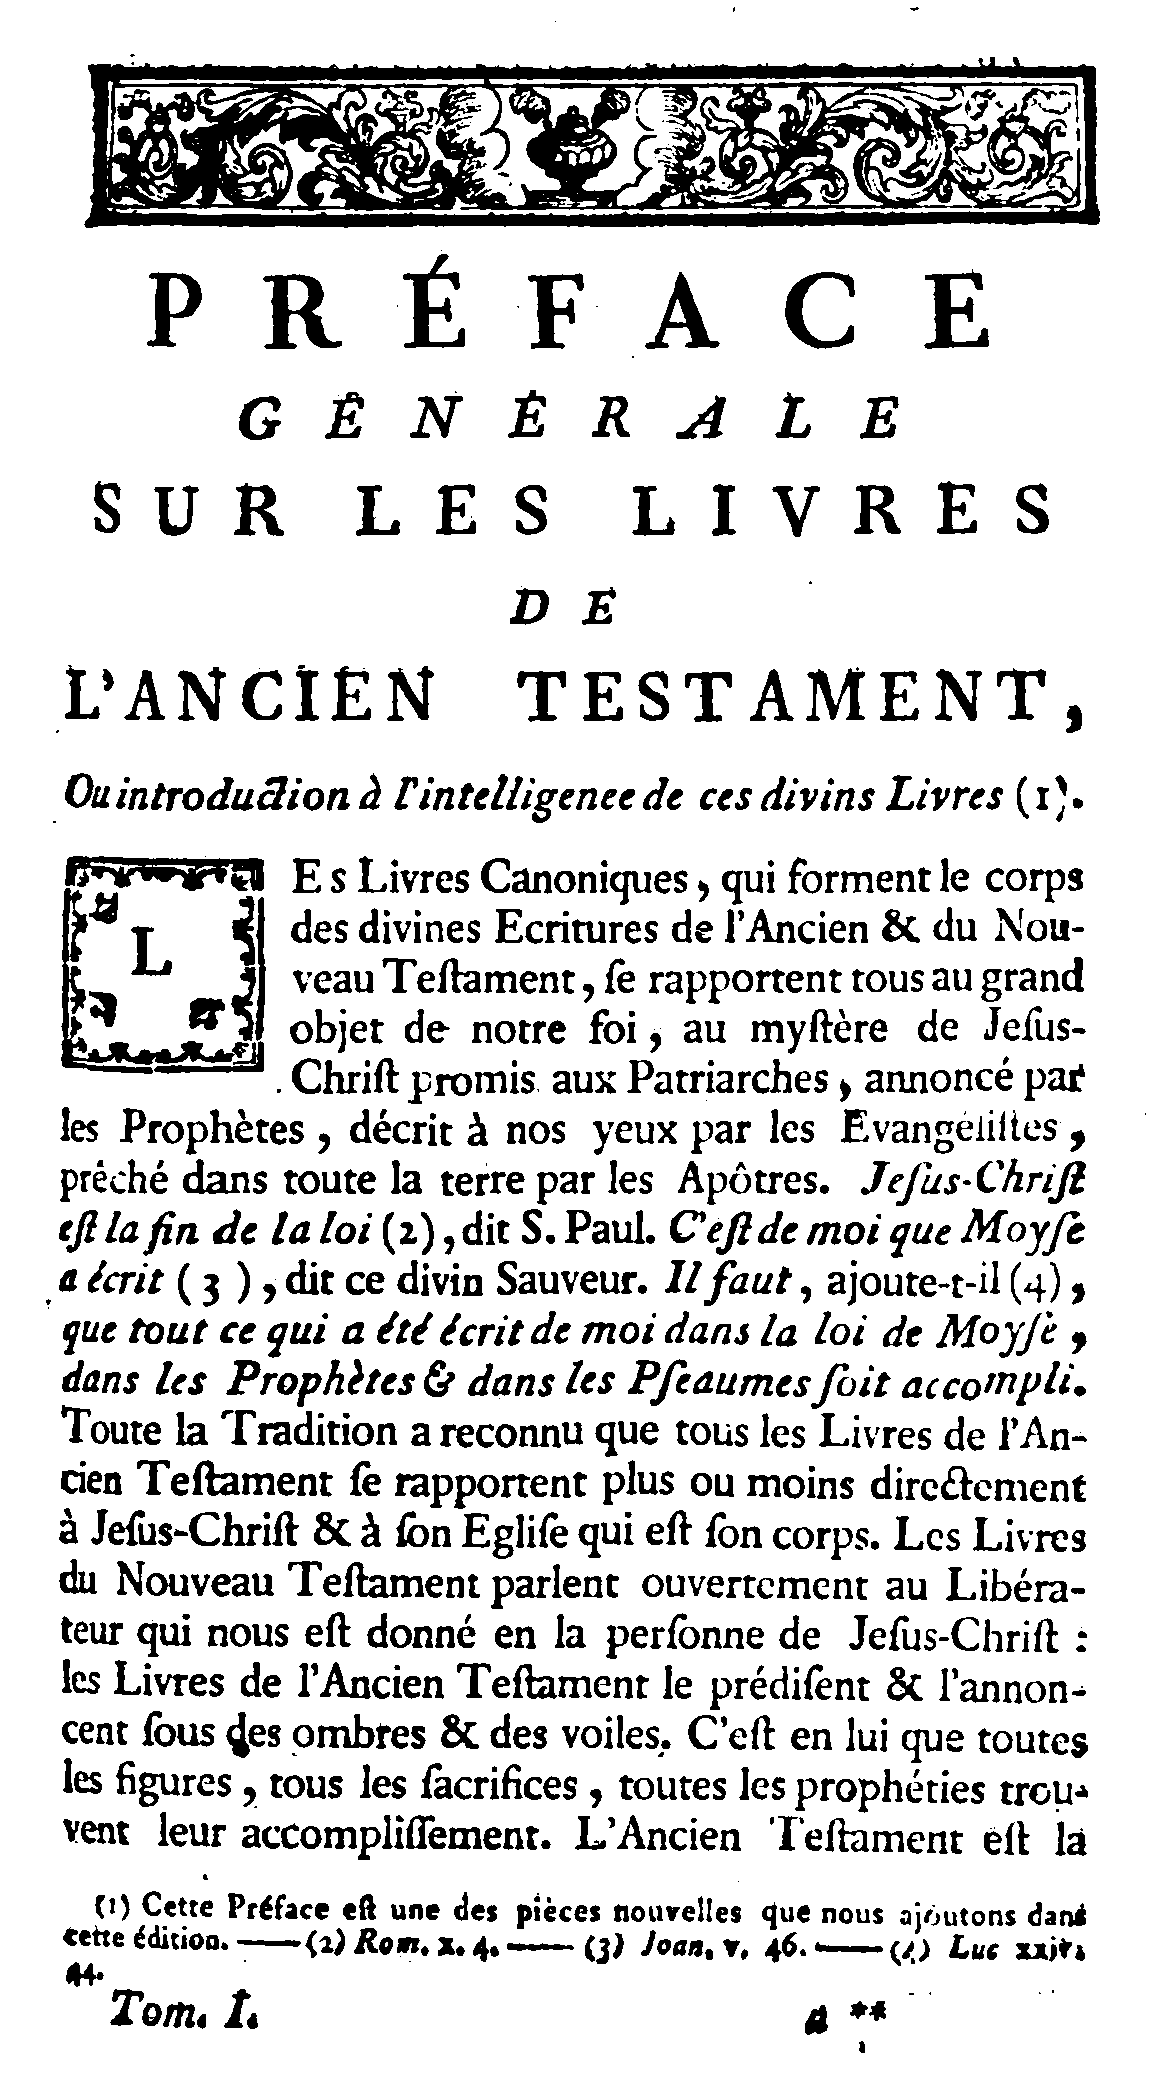 PRÉFACE
GÉNÉRALE
SUR LES LIVRES
DE
L'ANCIEN TESTAMENT,
Ou introduction à l'intelligence de ces divins Livres (1).
LES Livres Canoniques, qui forment le corps
des divines Ecritures de l'Ancien & du Nou-
veau Teſtament, ſe rapportent tous au grand
objet de notre foi, au myſtère de Jeſus-
Chriſt promis aux Patriarches, annoncé par
les Prophètes, décrit à nos yeux par les Evangéliſtes,
prêché dans toute la terre par les Apôtres. Jeſus-Chriſt
eſt la fin de la loi (2), dit S. Paul. C'eſt de moi que Moyſe
a écrit (3), dit ce divin Sauveur. Il faut, ajoute-t-il (4),
que tout ce qui a été écrit de moi dans la loi de Moyſe,
dans les Prophètes & dans les Pſeaumes ſoit accompli.
Toute la Tradition a reconnu que tous les Livres de l'An-
cien Teſtament ſe rapportent plus ou moins directement
à Jeſus-Chriſt & à ſon Egliſe qui eſt ſon corps. Les Livres
du Nouveau Teſtament parlent ouvertement au Libéra-
teur qui nous eſt donné en la perſonne de Jeſus-Chriſt :
les Livres de l'Ancien Teſtament le prédiſent & l'annon-
cent ſous des ombres & des voiles. C'eſt en lui que toutes
les figures, tous les ſacrifices, toutes les prophéties trou-
vent leur accompliſſement. L'Ancien Teſtament eſt la
(1) Cette Préface eſt une des pièces nouvelles que nous ajoutons dans
cette édition. —— (2) Rom. x. 4. —— (3) Joan. v. 46. —— (4) Luc xxiv.
44.
Tom. I. a **